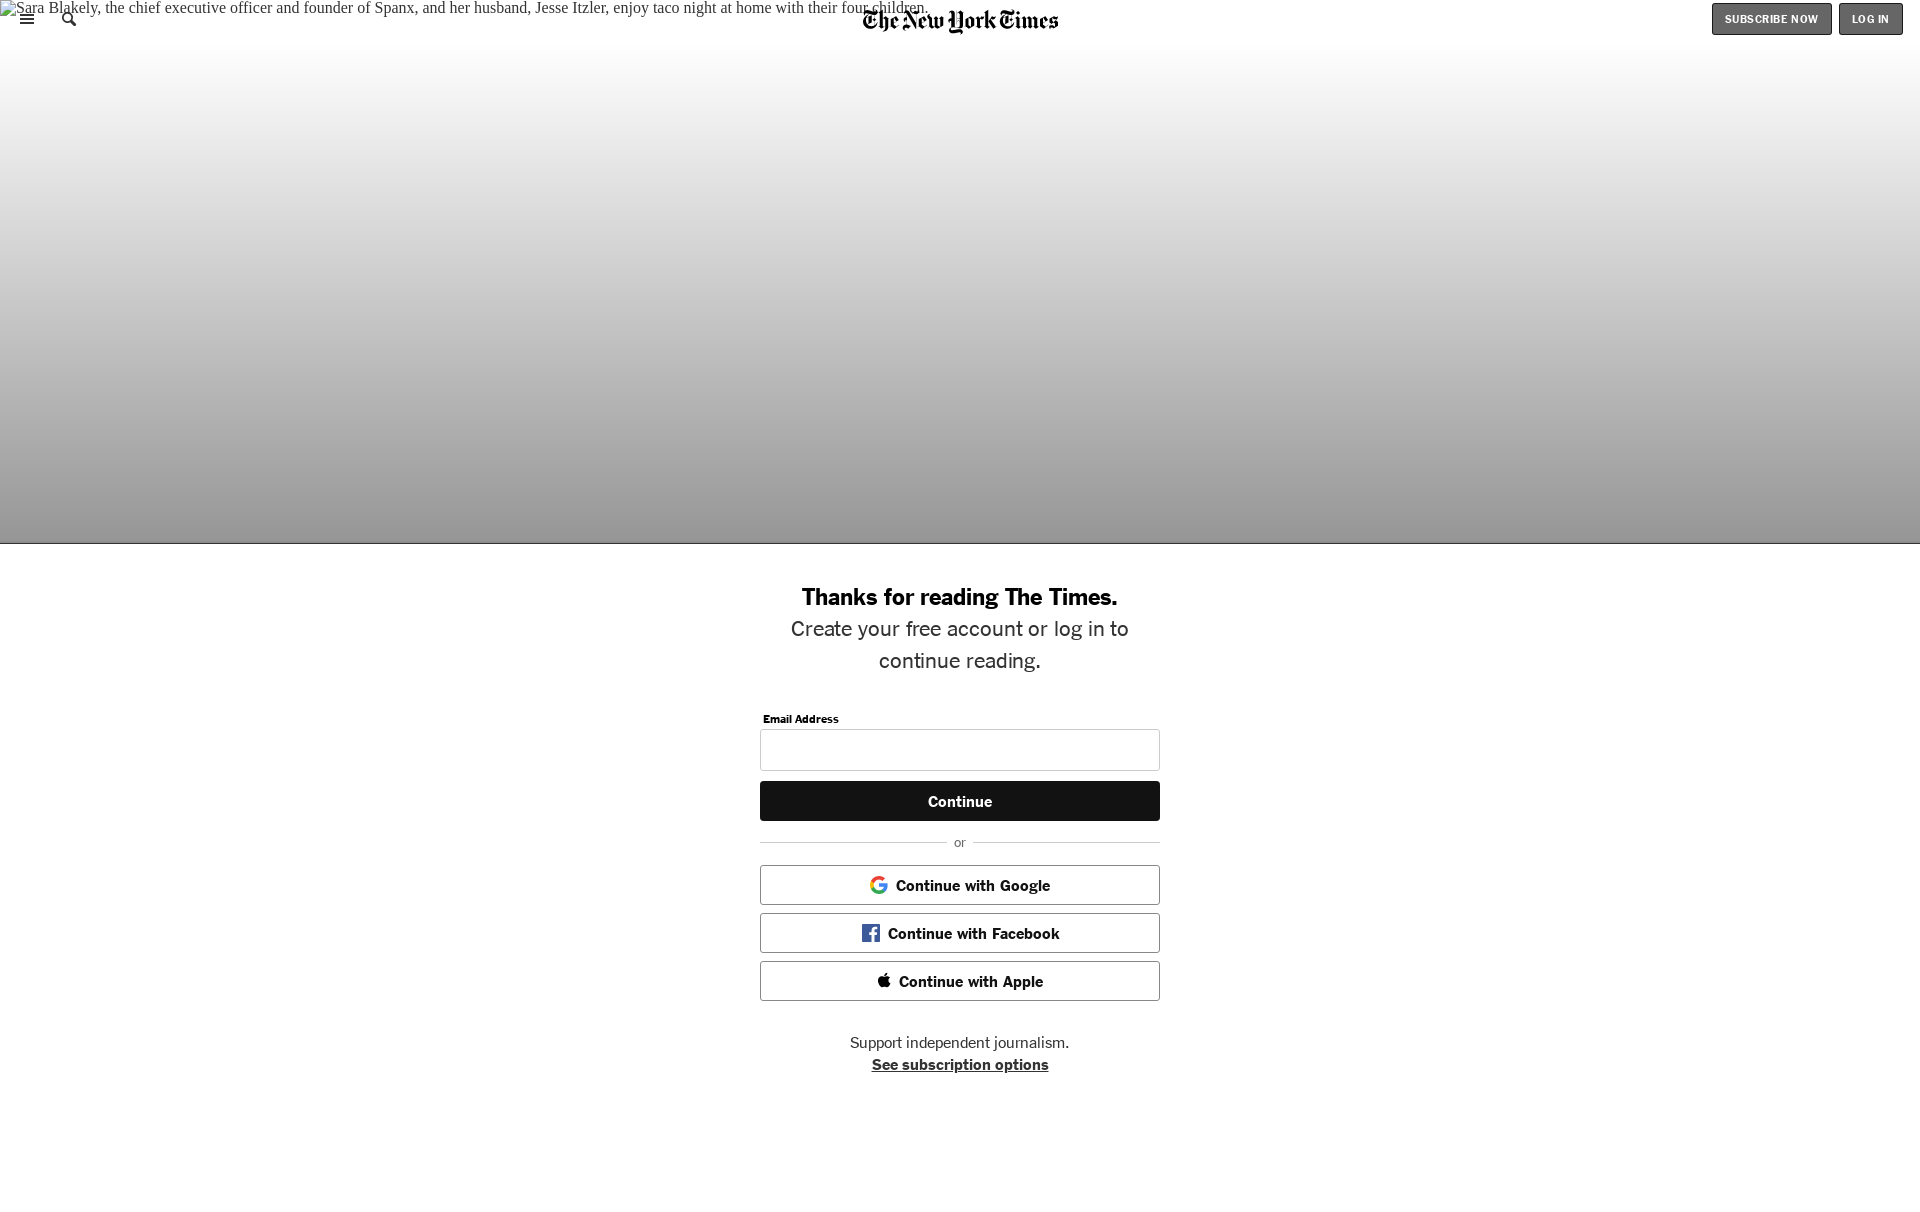 Sara Blakely, the chief executive officer and founder of Spanx, and her husband, Jesse Itzler, enjoy taco night at home with their four children.
The New York Times
SUBSCRIBE NOW
LOG IN
Thanks for reading The Times.
Create your free account or log in to
continue reading.
Email Address
Continue
or
Continue with Google
Continue with Facebook
Continue with Apple
Support independent journalism.
See subscription options